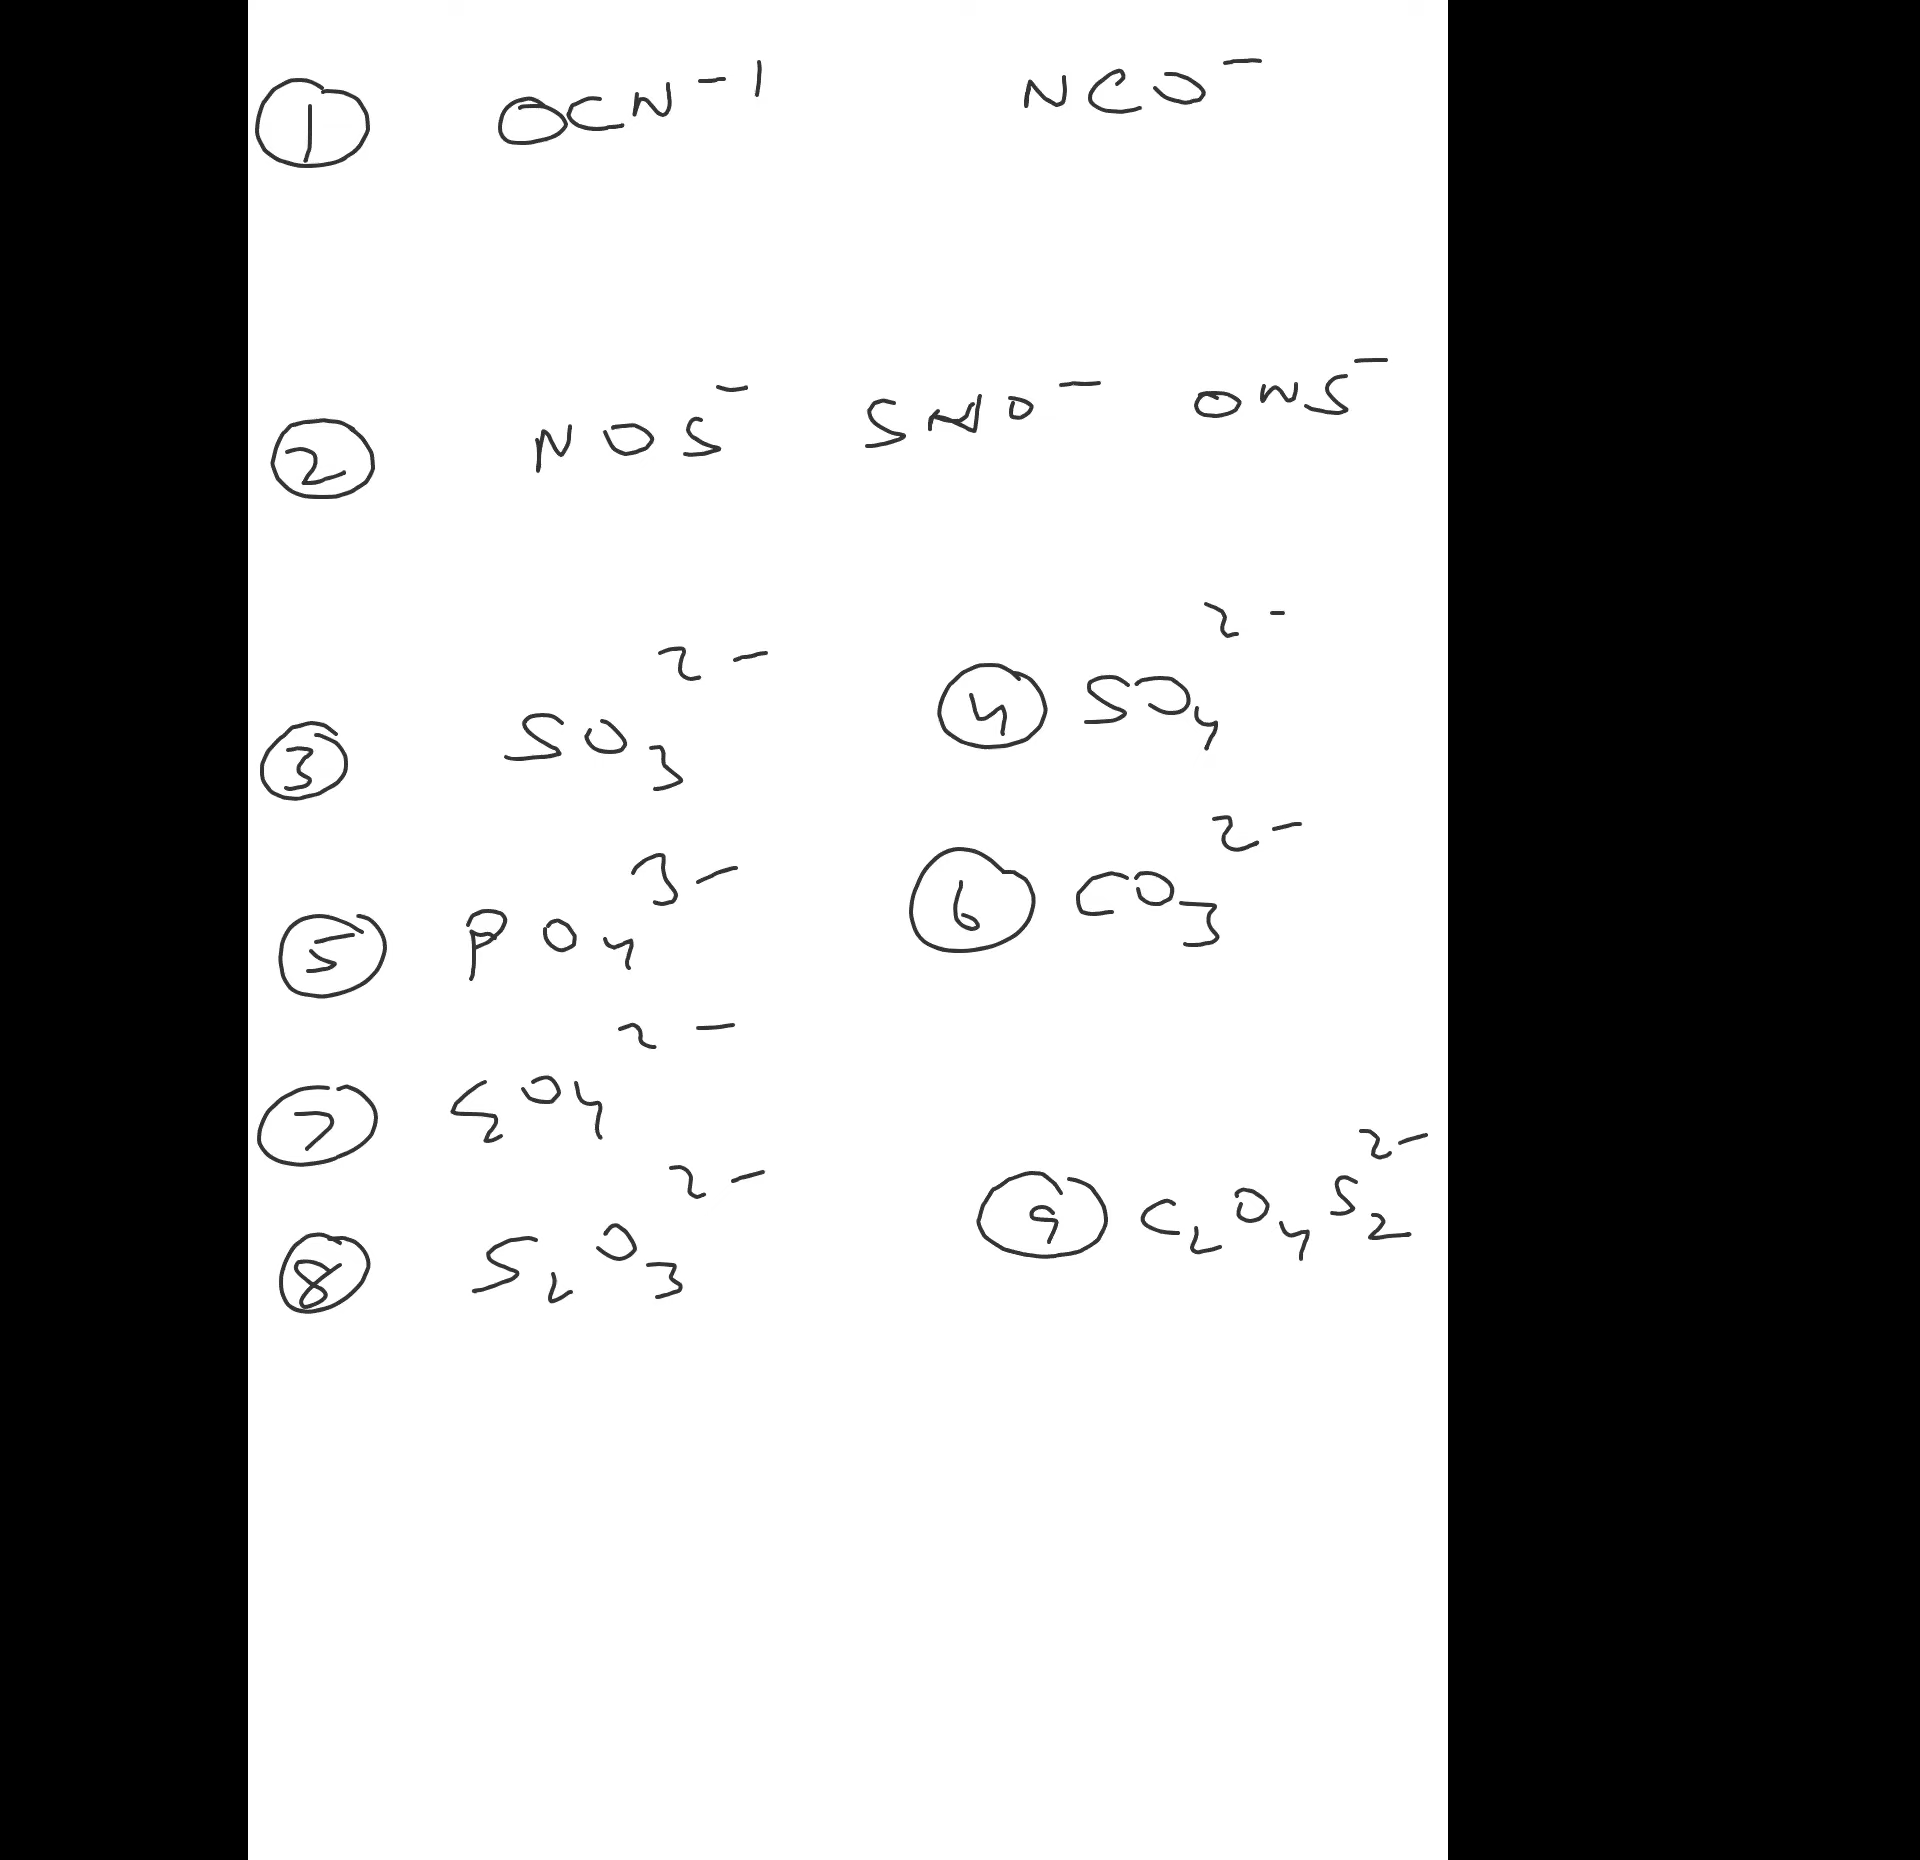 ① OCN⁻¹ NCO⁻
② NOS⁻ SNO⁻ ONS⁻
③ SO₃²⁻ ④ SO₄²⁻
⑤ PO₄³⁻ ⑥ CO₃²⁻
⑦ C₂O₄²⁻
⑧ S₂O₃²⁻ ⑨ C₂O₄S₂²⁻